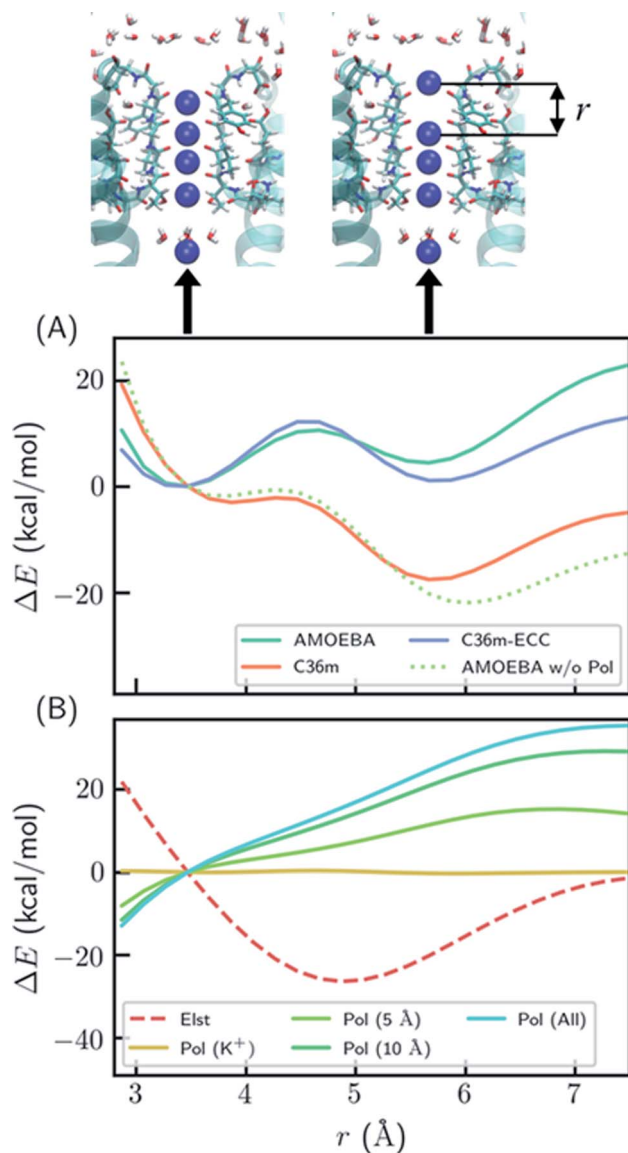 r
(A)
20
0
−20
ΔE (kcal/mol)
AMOEBA
C36m
C36m-ECC
AMOEBA w/o Pol
(B)
20
0
−20
−40
ΔE (kcal/mol)
Elst
Pol (K⁺)
Pol (5 Å)
Pol (10 Å)
Pol (All)
3 4 5 6 7
r (Å)